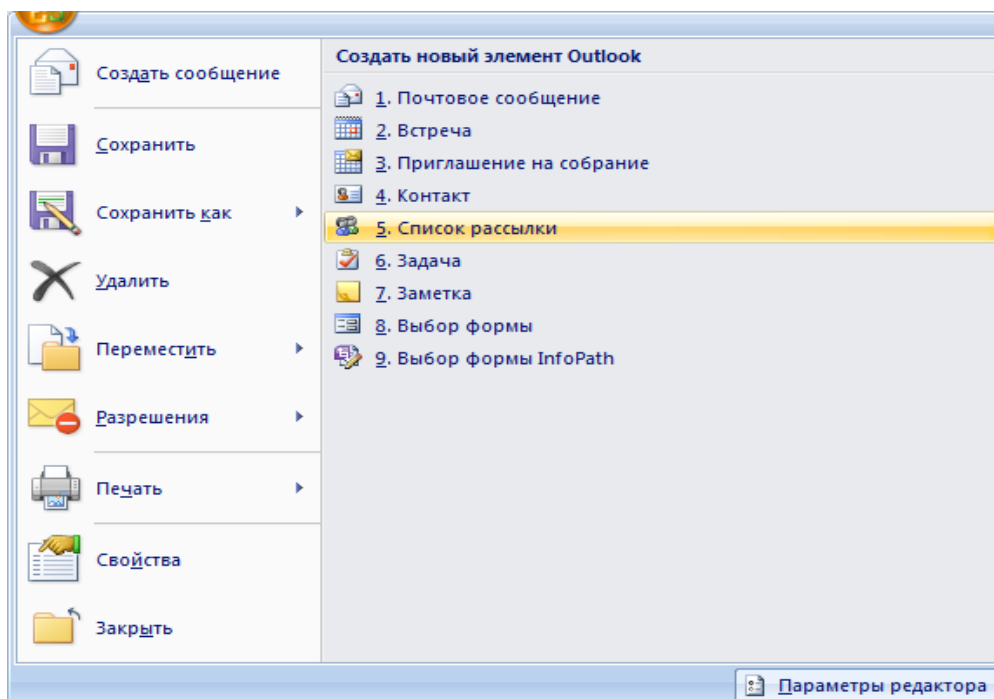 Создать сообщение
Сохранить
Сохранить как
Удалить
Переместить
Разрешения
Печать
Свойства
Закрыть
Создать новый элемент Outlook
1. Почтовое сообщение
2. Встреча
3. Приглашение на собрание
4. Контакт
5. Список рассылки
6. Задача
7. Заметка
8. Выбор формы
9. Выбор формы InfoPath
Параметры редактора